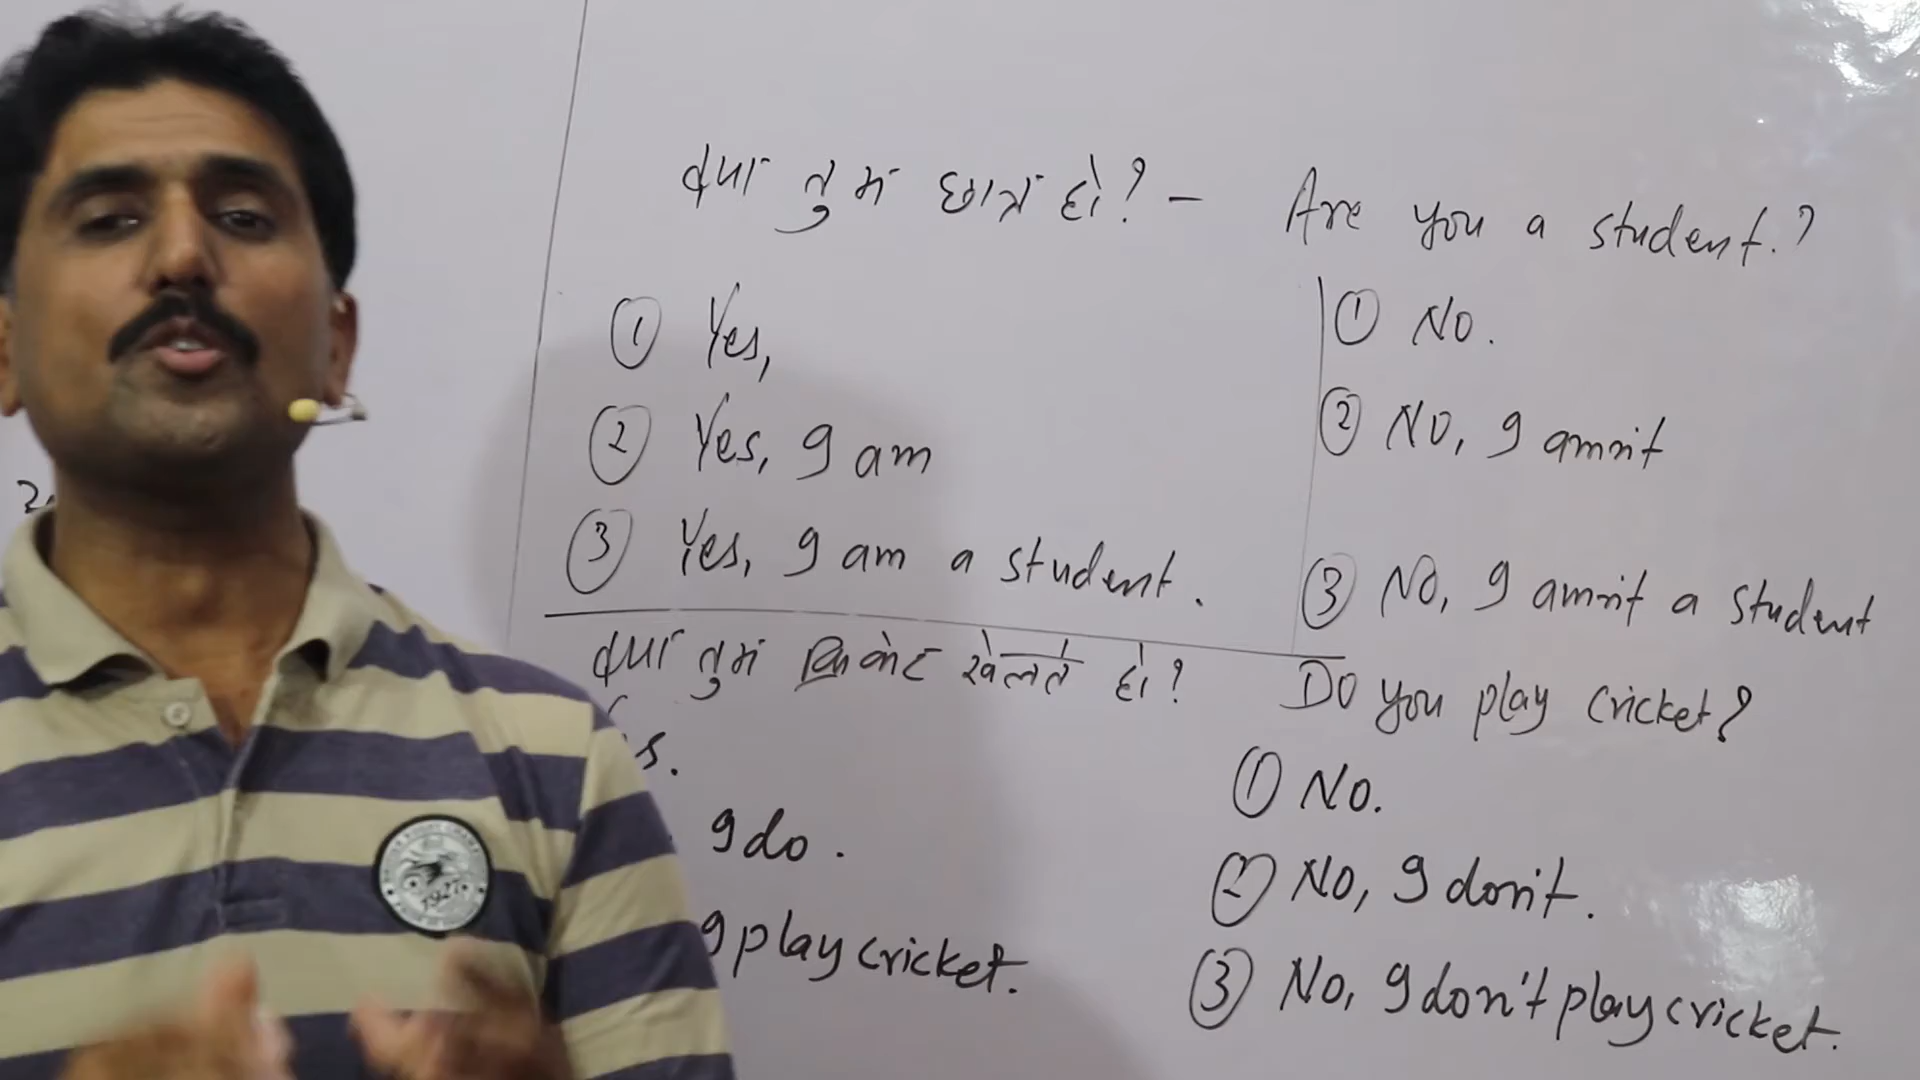 क्या तुम छात्र हो? - Are you a student.?
① Yes,
② Yes, I am
③ Yes, I am a student.
① No.
② No, I amn't
③ No, I amn't a student
क्या तुम क्रिकेट खेलते हो? Do you play cricket?
s.
I do.
I play cricket.
① No.
② No, I don't.
③ No, I don't play cricket.
1927